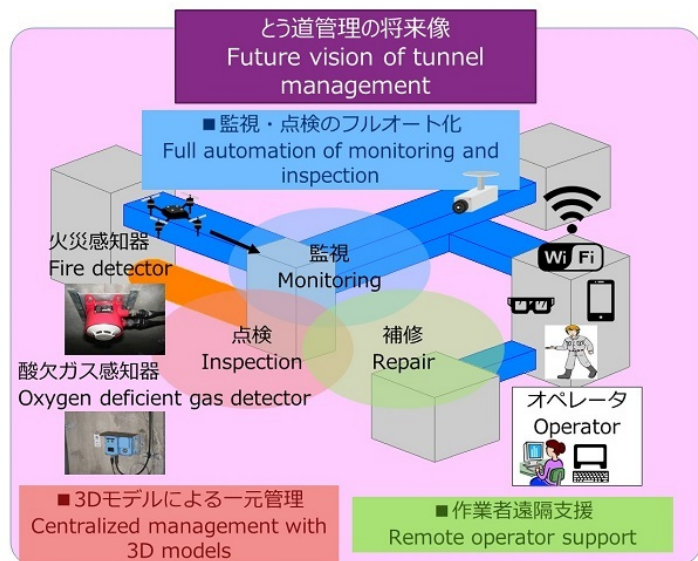 とう道管理の将来像
Future vision of tunnel
management
■監視・点検のフルオート化
Full automation of monitoring and
inspection
火災感知器
Fire detector
監視
Monitoring
Wi Fi
点検
Inspection
補修
Repair
酸欠ガス感知器
Oxygen deficient gas detector
オペレータ
Operator
■3Dモデルによる一元管理
Centralized management with
3D models
■作業者遠隔支援
Remote operator support